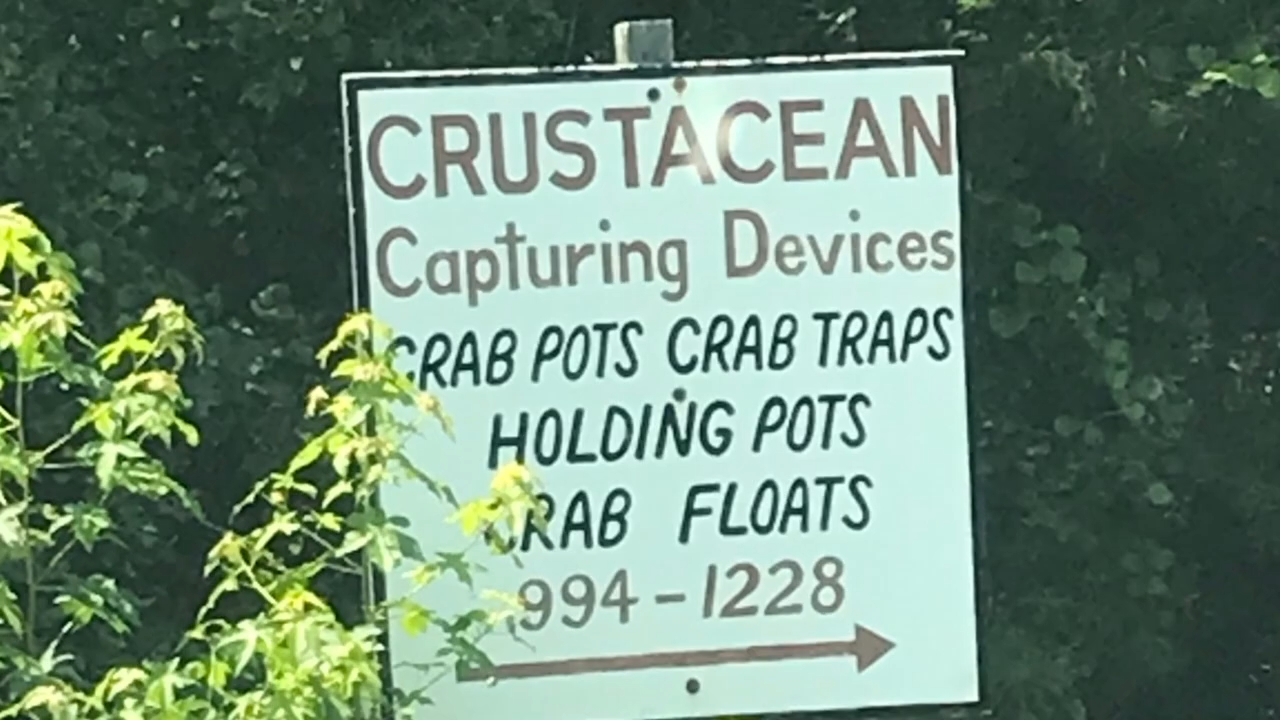 CRUSTACEAN
Capturing Devices
CRAB POTS CRAB TRAPS
HOLDING POTS
CRAB FLOATS
994-1228